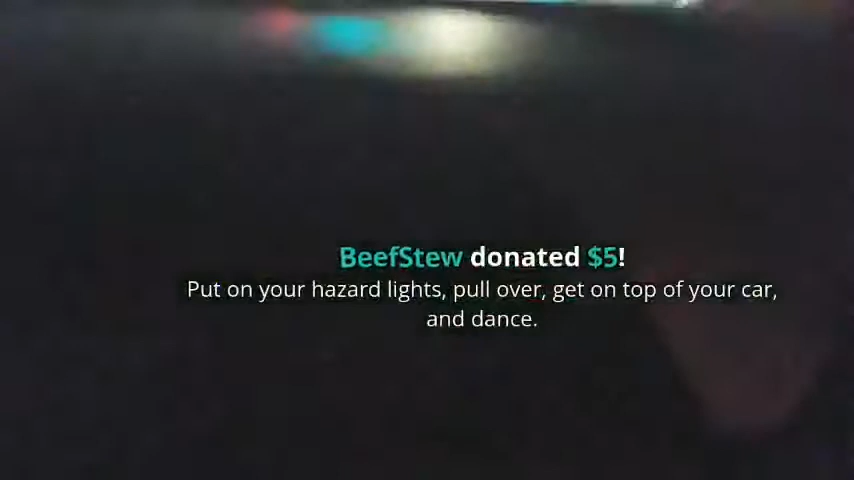 BeefStew donated $5!
Put on your hazard lights, pull over, get on top of your car,
and dance.